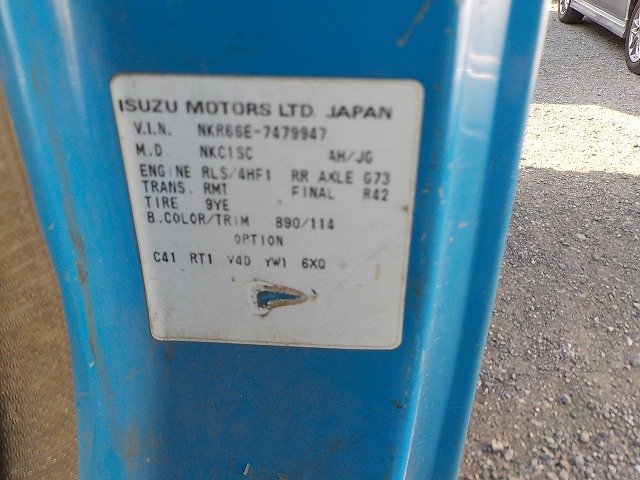 ISUZU MOTORS LTD. JAPAN
V.I.N. NKR66E-7479947
M.D. NKC1SC AH/JG
ENGINE RLS/4HF1 RR AXLE G73
TRANS. RMT FINAL R42
TIRE 9YE
B.COLOR/TRIM 890/114
OPTION
C41 RT1 V4D YW1 6XQ